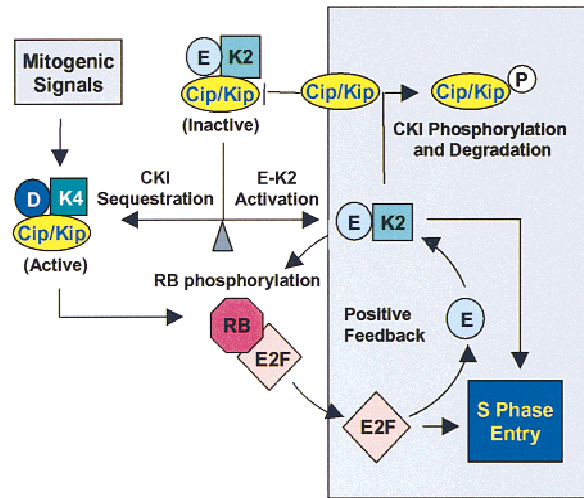 Mitogenic
Signals
E K2
Cip/Kip
(Inactive)
Cip/Kip
Cip/Kip P
CKI Phosphorylation
and Degradation
CKI
Sequestration
E-K2
Activation
D K4
Cip/Kip
(Active)
E K2
RB phosphorylation
RB
E2F
Positive
Feedback
E
E2F
S Phase
Entry